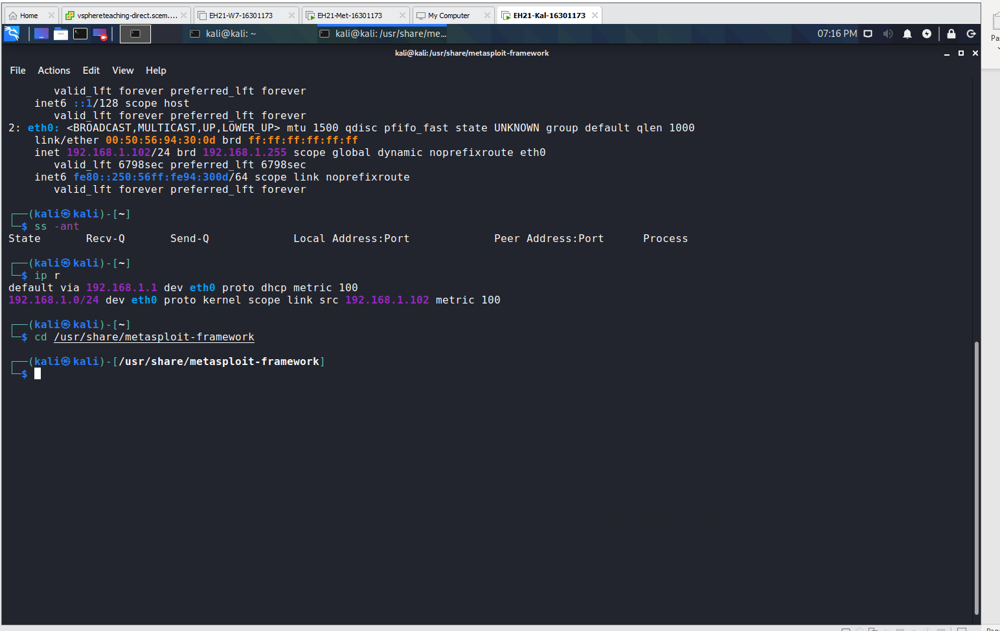 Home
vsphereteaching-direct.scem....
EH21-W7-16301173
EH21-Met-16301173
My Computer
EH21-Kal-16301173
kali@kali: ~
kali@kali: /usr/share/me...
07:16 PM
kali@kali: /usr/share/metasploit-framework
File Actions Edit View Help
valid_lft forever preferred_lft forever
inet6 ::1/128 scope host
valid_lft forever preferred_lft forever
2: eth0: <BROADCAST,MULTICAST,UP,LOWER_UP> mtu 1500 qdisc pfifo_fast state UNKNOWN group default qlen 1000
link/ether 00:50:56:94:30:0d brd ff:ff:ff:ff:ff:ff
inet 192.168.1.102/24 brd 192.168.1.255 scope global dynamic noprefixroute eth0
valid_lft 6798sec preferred_lft 6798sec
inet6 fe80::250:56ff:fe94:300d/64 scope link noprefixroute
valid_lft forever preferred_lft forever
┌──(kali㉿kali)-[~]
└─$ ss -ant
State Recv-Q Send-Q Local Address:Port Peer Address:Port Process
┌──(kali㉿kali)-[~]
└─$ ip r
default via 192.168.1.1 dev eth0 proto dhcp metric 100
192.168.1.0/24 dev eth0 proto kernel scope link src 192.168.1.102 metric 100
┌──(kali㉿kali)-[~]
└─$ cd /usr/share/metasploit-framework
┌──(kali㉿kali)-[/usr/share/metasploit-framework]
└─$